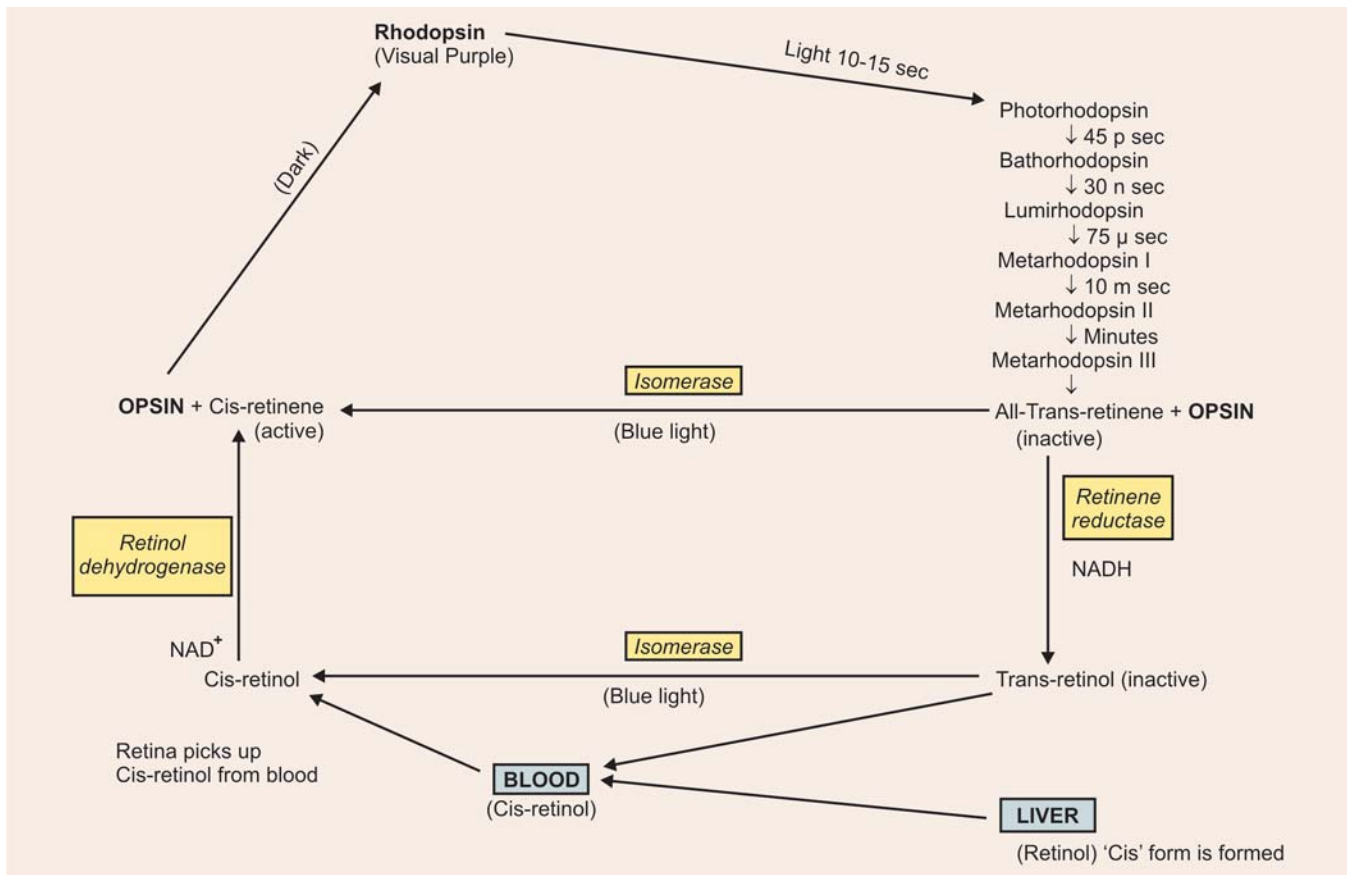 Rhodopsin
(Visual Purple)
Light 10-15 sec
Photorhodopsin
↓ 45 p sec
Bathorhodopsin
↓ 30 n sec
Lumirhodopsin
↓ 75 μ sec
Metarhodopsin I
↓ 10 m sec
Metarhodopsin II
↓ Minutes
Metarhodopsin III
↓
(Dark)
Isomerase
(Blue light)
OPSIN + Cis-retinene
(active)
All-Trans-retinene + OPSIN
(inactive)
Retinol
dehydrogenase
NAD+
Retinene
reductase
NADH
Isomerase
(Blue light)
Cis-retinol
Trans-retinol (inactive)
Retina picks up
Cis-retinol from blood
BLOOD
(Cis-retinol)
LIVER
(Retinol) ‘Cis’ form is formed